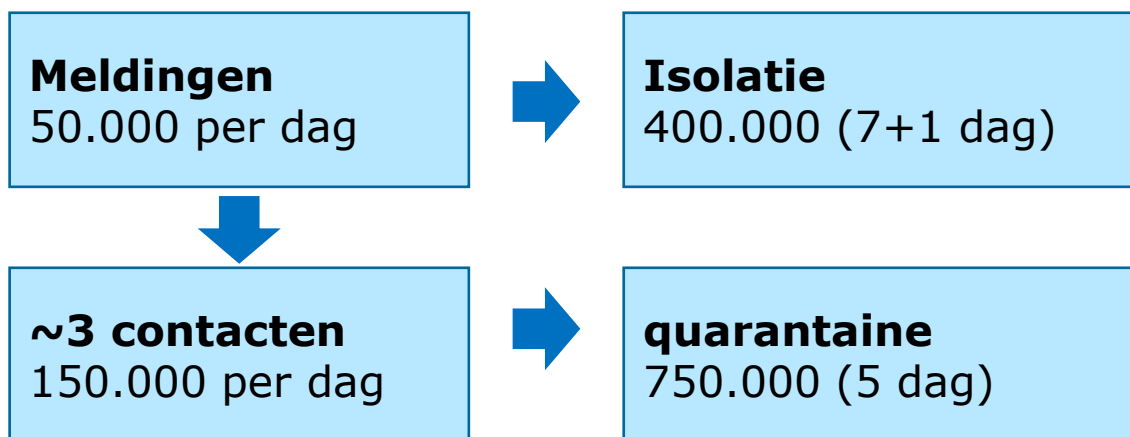 Meldingen
50.000 per dag
Isolatie
400.000 (7+1 dag)
~3 contacten
150.000 per dag
quarantaine
750.000 (5 dag)